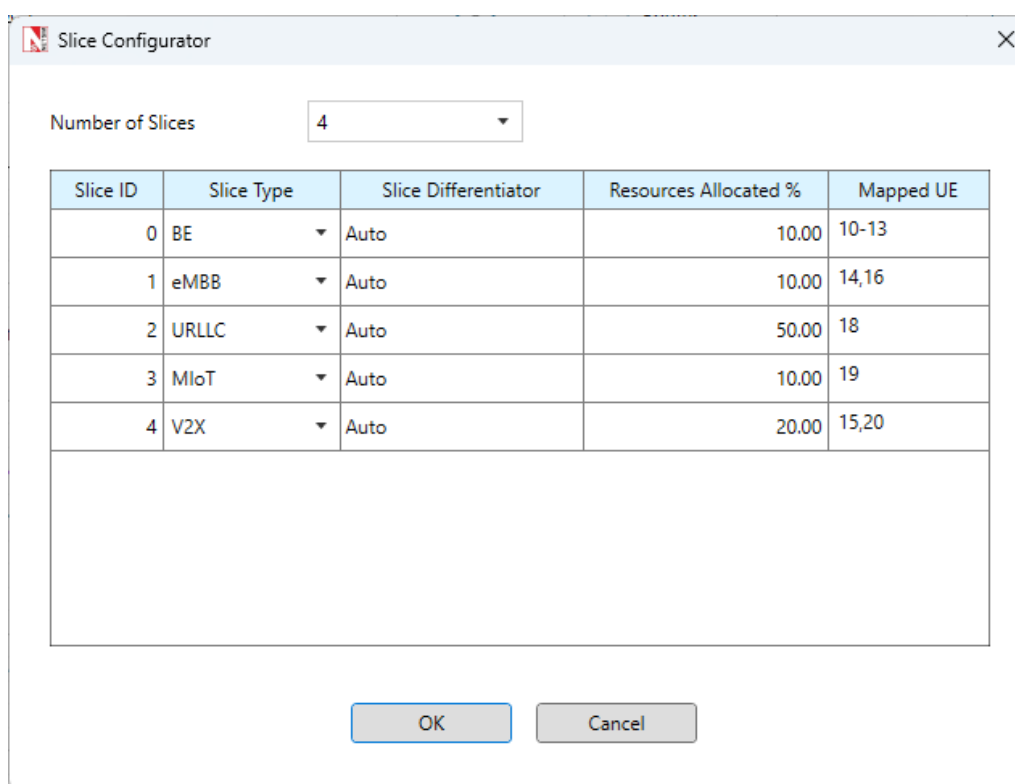 Slice Configurator
Number of Slices 4
Slice ID Slice Type Slice Differentiator Resources Allocated % Mapped UE
0 BE Auto 10.00 10-13
1 eMBB Auto 10.00 14,16
2 URLLC Auto 50.00 18
3 MIoT Auto 10.00 19
4 V2X Auto 20.00 15,20
OK Cancel